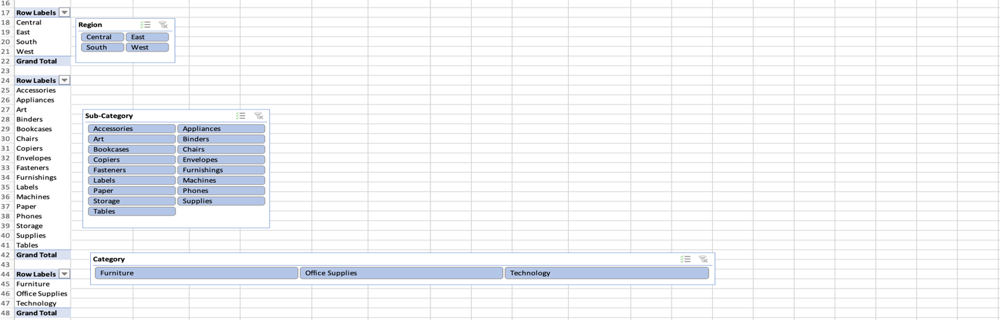 16
17 Row Labels
18 Central
19 East
20 South
21 West
22 Grand Total
23
24 Row Labels
25 Accessories
26 Appliances
27 Art
28 Binders
29 Bookcases
30 Chairs
31 Copiers
32 Envelopes
33 Fasteners
34 Furnishings
35 Labels
36 Machines
37 Paper
38 Phones
39 Storage
40 Supplies
41 Tables
42 Grand Total
43
44 Row Labels
45 Furniture
46 Office Supplies
47 Technology
48 Grand Total
Region
Central East
South West
Sub-Category
Accessories Appliances
Art Binders
Bookcases Chairs
Copiers Envelopes
Fasteners Furnishings
Labels Machines
Paper Phones
Storage Supplies
Tables
Category
Furniture Office Supplies Technology